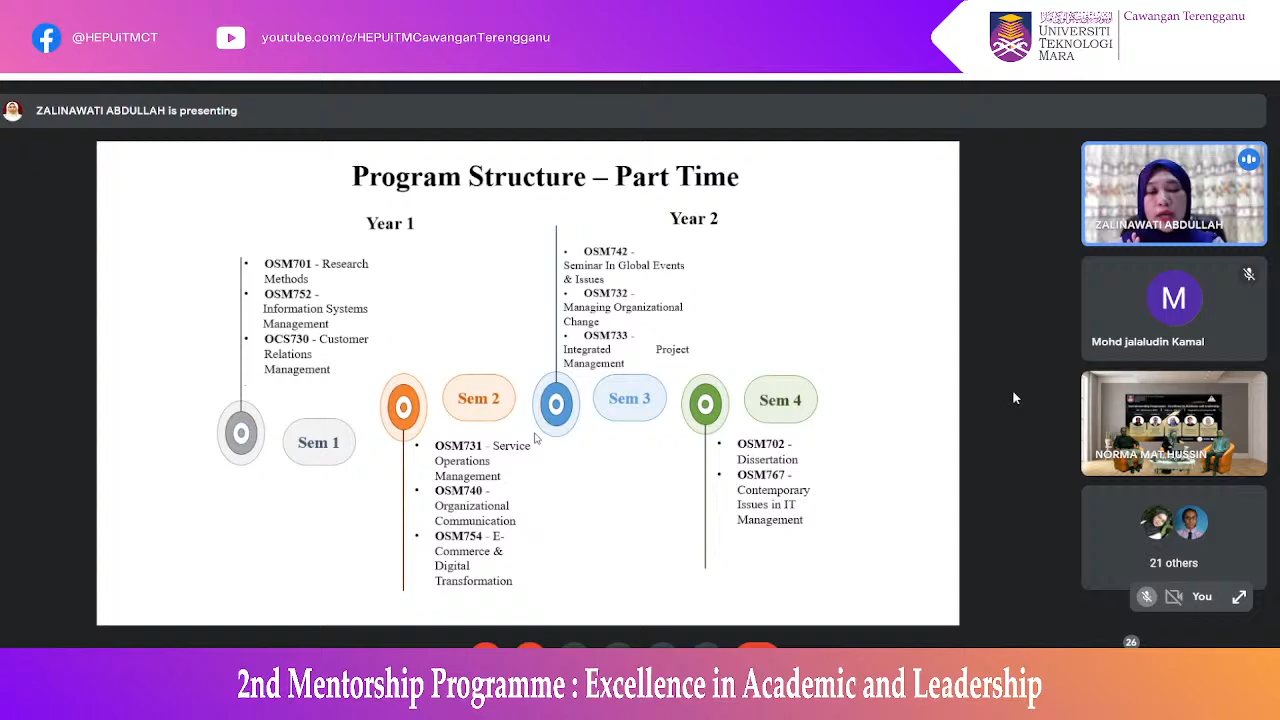 @HEPUiTMCT
youtube.com/c/HEPUiTMCawanganTerengganu
UNIVERSITI
TEKNOLOGI
MARA
Cawangan Terengganu
ZALINAWATI ABDULLAH is presenting
Program Structure – Part Time
Year 1
Year 2
• OSM701 - Research
Methods
• OSM752 -
Information Systems
Management
• OCS730 - Customer
Relations
Management
• OSM742 -
Seminar In Global Events
& Issues
• OSM732 -
Managing Organizational
Change
• OSM733 -
Integrated Project
Management
Sem 1
Sem 2
Sem 3
Sem 4
• OSM731 - Service
Operations
Management
• OSM740 -
Organizational
Communication
• OSM754 - E-
Commerce &
Digital
Transformation
• OSM702 -
Dissertation
• OSM767 -
Contemporary
Issues in IT
Management
ZALINAWATI ABDULLAH
M
Mohd jalaludin Kamal
NORMA MAT HUSSIN
21 others
You
26
2nd Mentorship Programme : Excellence in Academic and Leadership